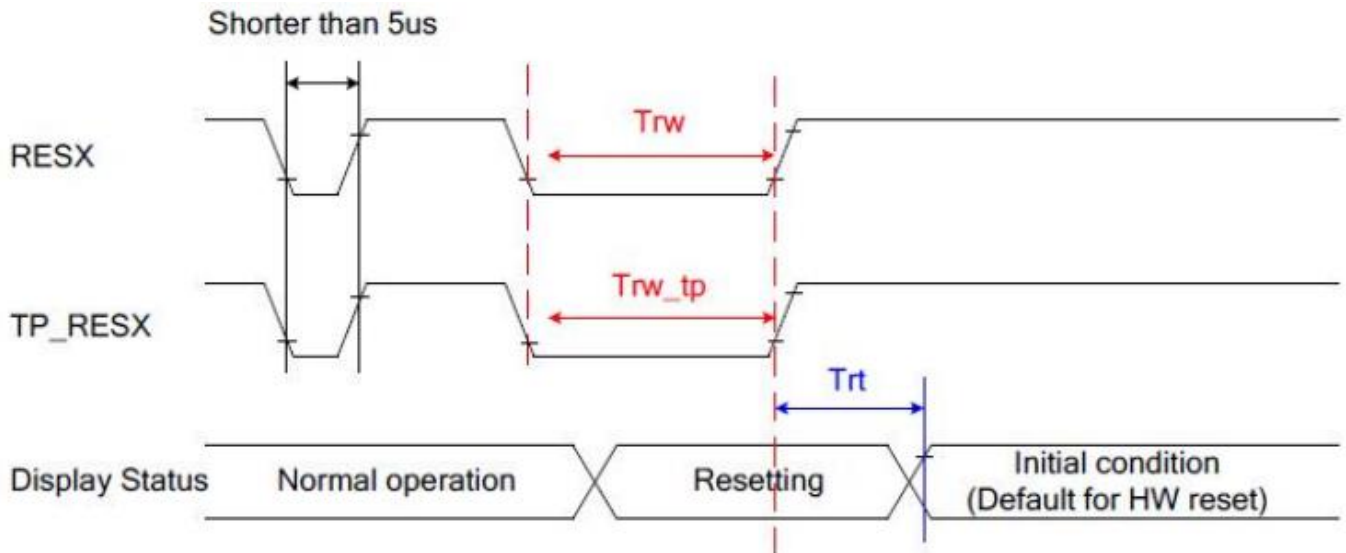 Shorter than 5us
Trw
RESX
Trw_tp
TP_RESX
Trt
Display Status
Normal operation
Resetting
Initial condition
(Default for HW reset)